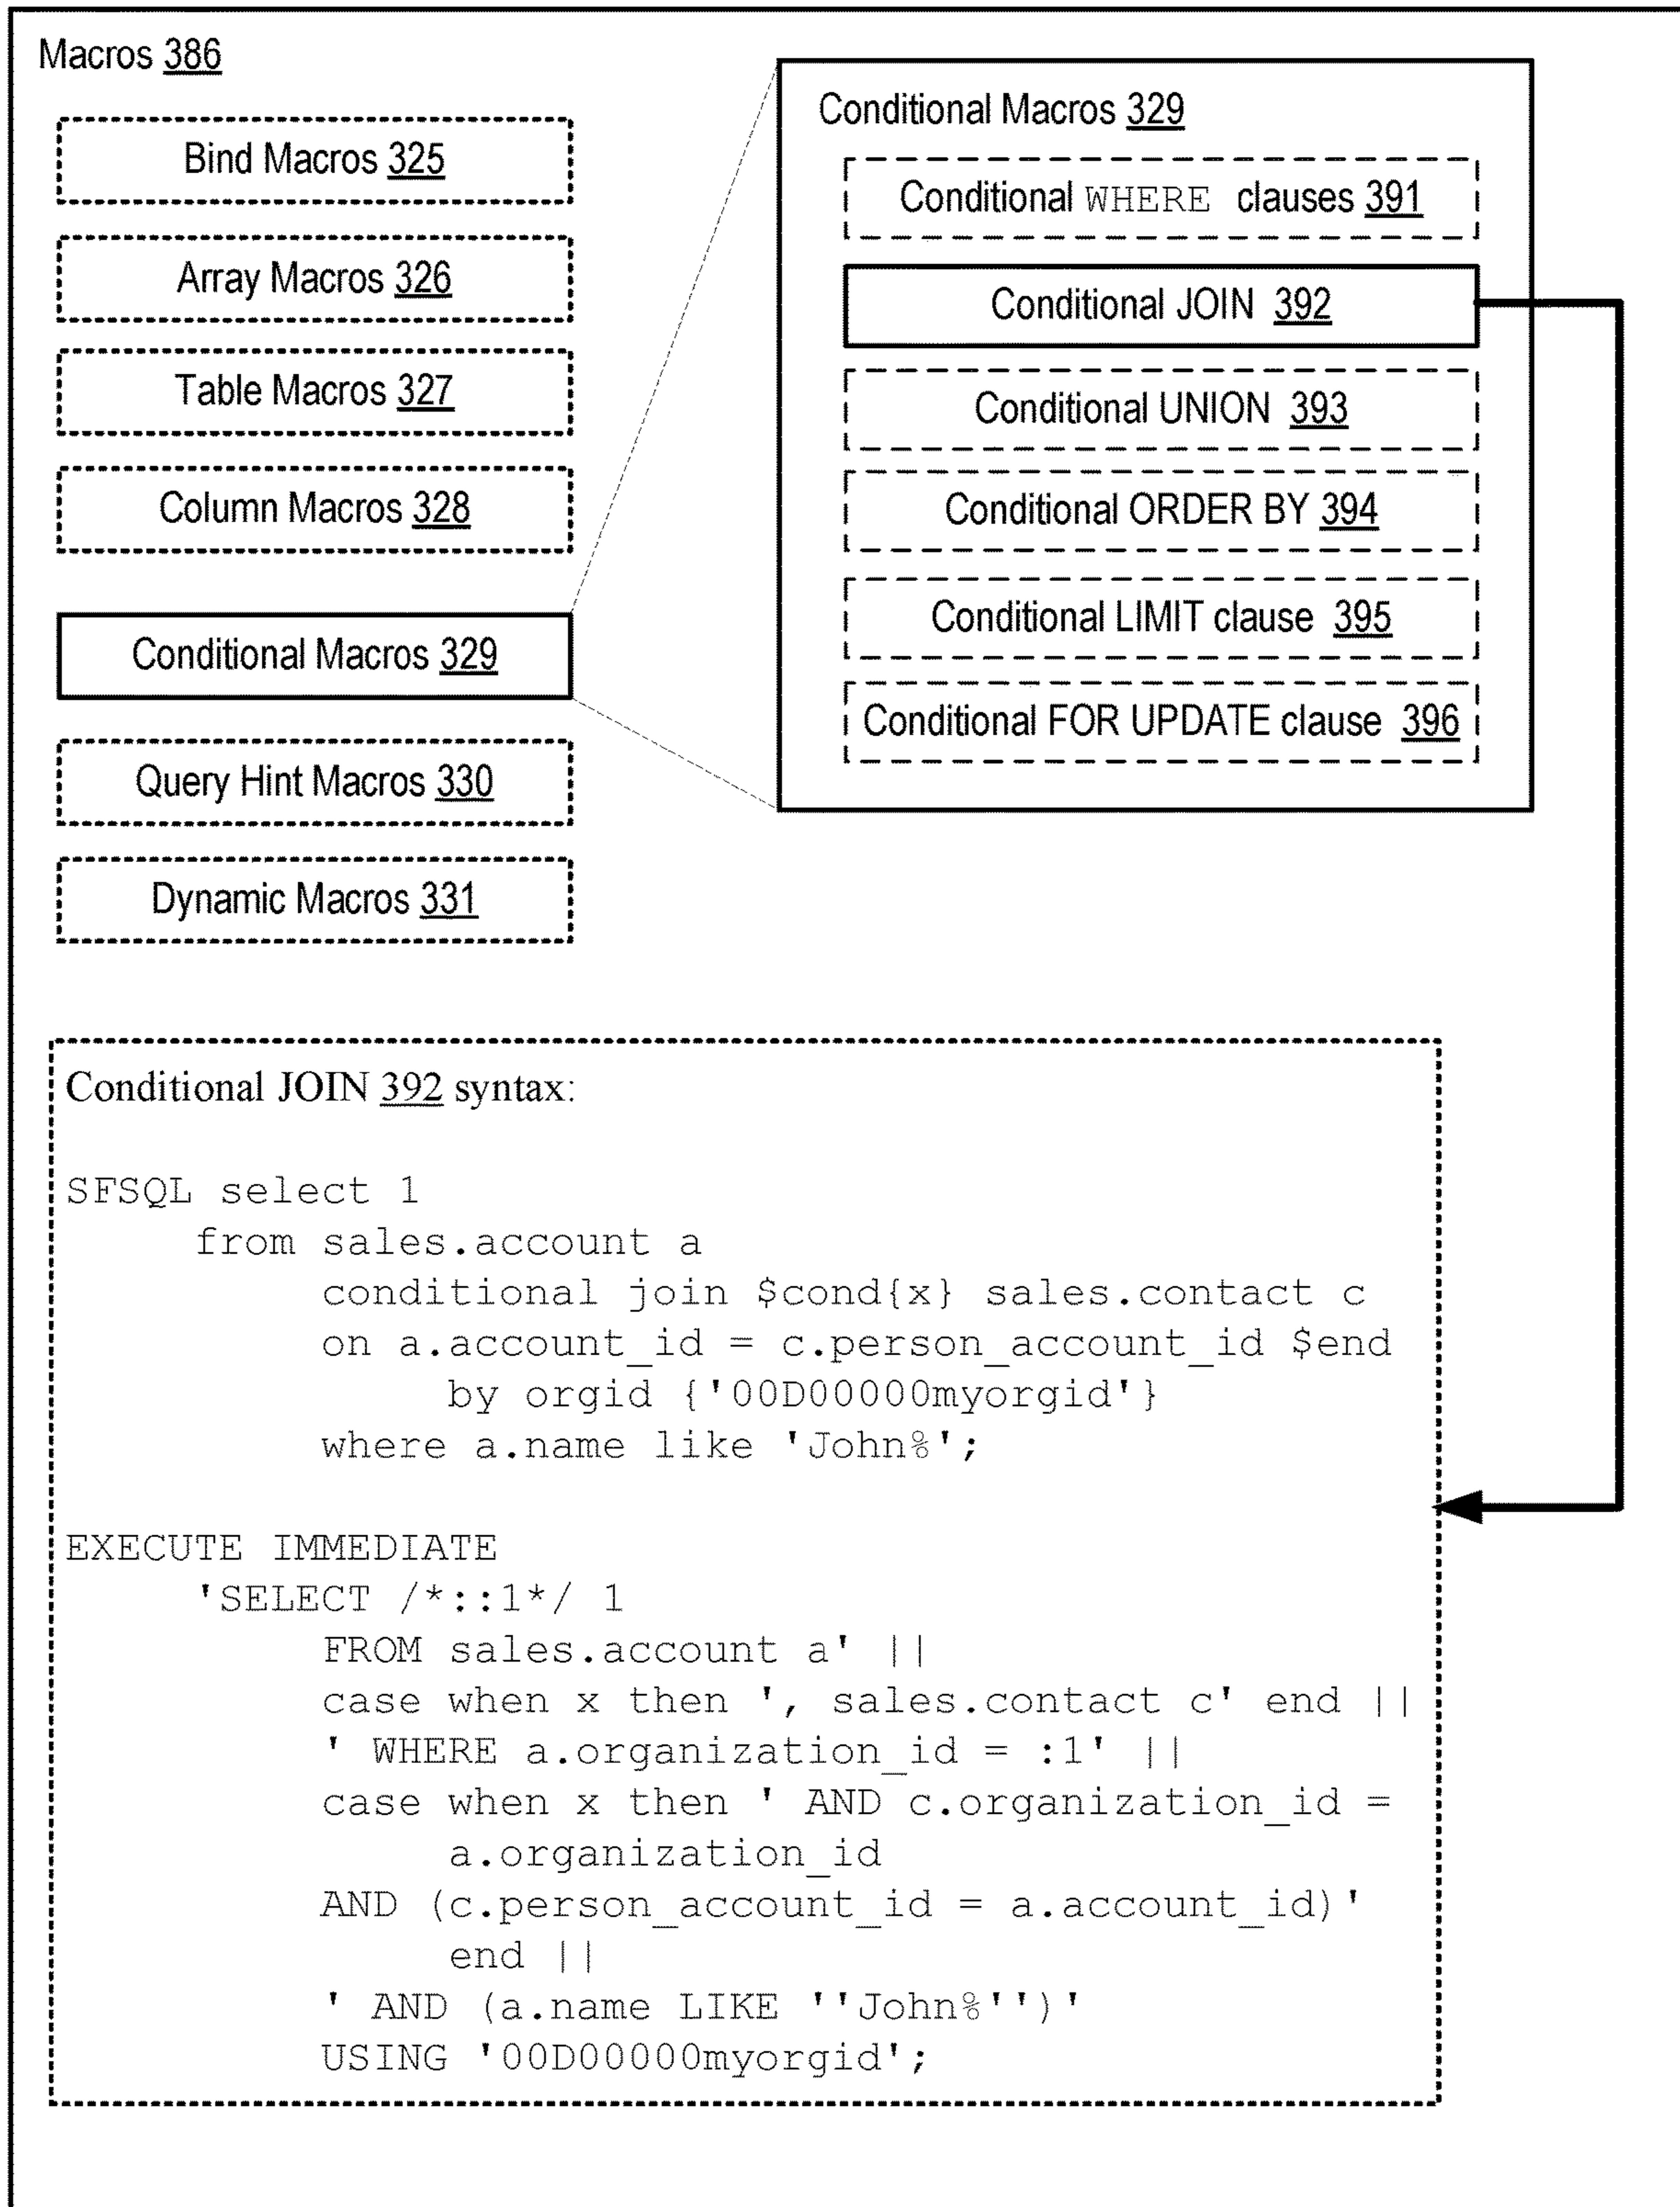 Macros 386
Bind Macros 325
Array Macros 326
Table Macros 327
Column Macros 328
Conditional Macros 329
Query Hint Macros 330
Dynamic Macros 331
Conditional Macros 329
Conditional WHERE clauses 391
Conditional JOIN 392
Conditional UNION 393
Conditional ORDER BY 394
Conditional LIMIT clause 395
Conditional FOR UPDATE clause 396
Conditional JOIN 392 syntax:
SFSQL select 1
from sales.account a
conditional join $cond{x} sales.contact c
on a.account_id = c.person_account_id $end
by orgid {'00D00000myorgid'}
where a.name like 'John%';
EXECUTE IMMEDIATE
'SELECT /*::1*/ 1
FROM sales.account a' ||
case when x then ', sales.contact c' end ||
' WHERE a.organization_id = :1' ||
case when x then ' AND c.organization_id =
a.organization_id
AND (c.person_account_id = a.account_id)'
end ||
' AND (a.name LIKE ''John%'')'
USING '00D00000myorgid';